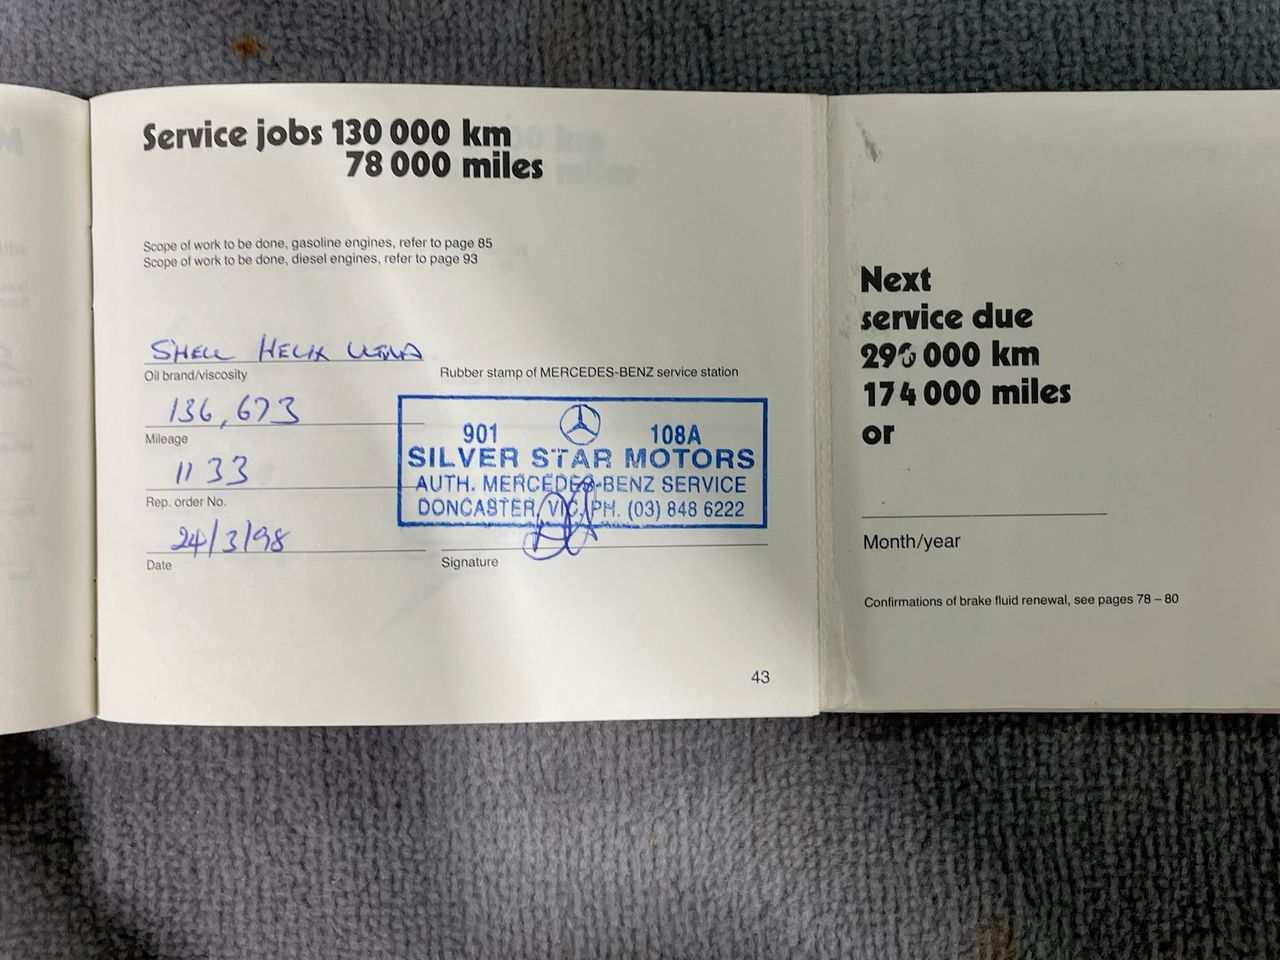 Service jobs 130 000 km
78 000 miles
Scope of work to be done, gasoline engines, refer to page 85
Scope of work to be done, diesel engines, refer to page 93
SHELL HELIX ULTRA
Oil brand/viscosity
136,673
Mileage
1133
Rep. order No.
24/3/98
Date
Rubber stamp of MERCEDES-BENZ service station
901 108A
SILVER STAR MOTORS
AUTH. MERCEDES-BENZ SERVICE
DONCASTER, VIC. PH. (03) 848 6222
Signature
43
Next
service due
290 000 km
174 000 miles
or
Month/year
Confirmations of brake fluid renewal, see pages 78 – 80